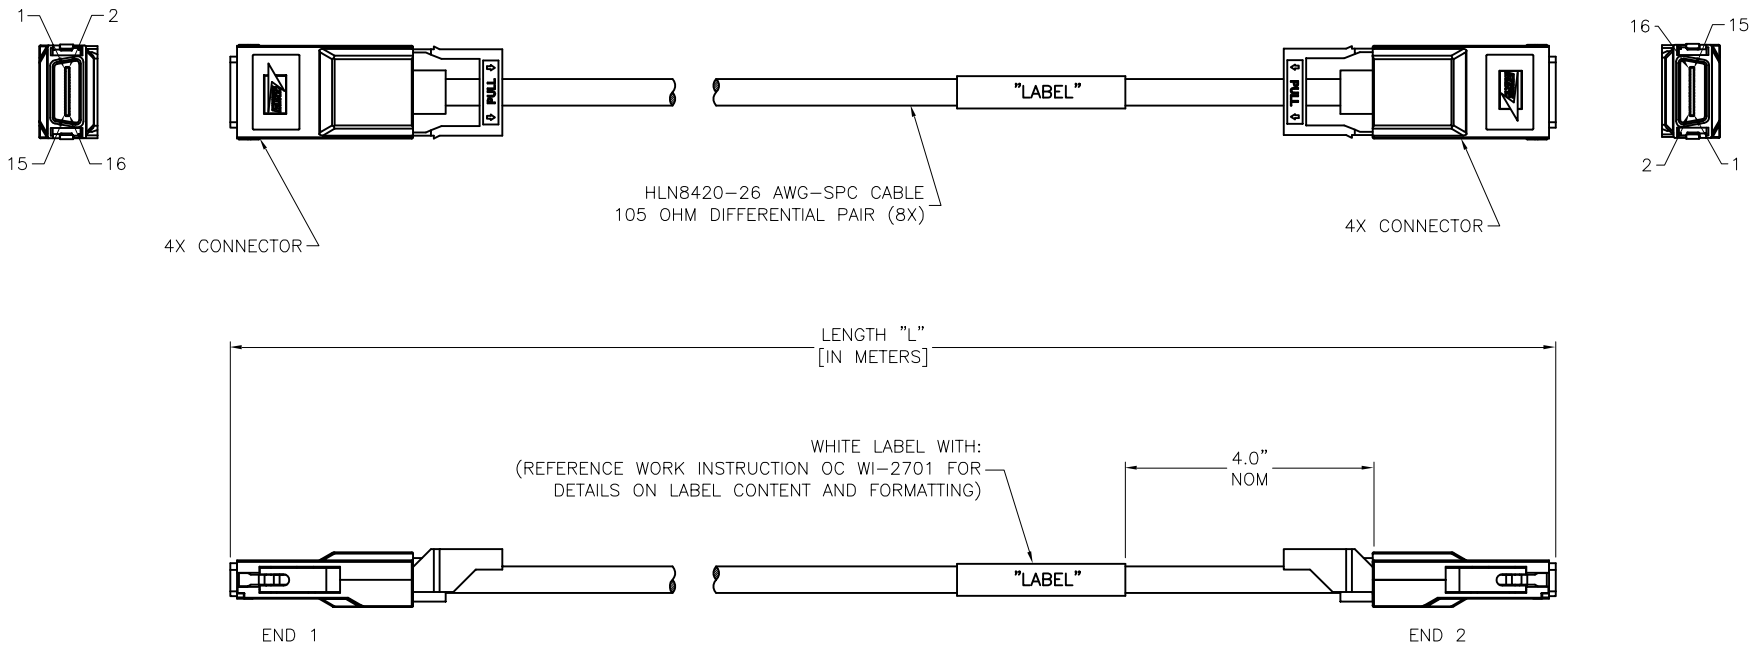 1
2
16
15
"LABEL"
PULL
PULL
15
16
2
1
HLN8420-26 AWG-SPC CABLE
105 OHM DIFFERENTIAL PAIR (8X)
4X CONNECTOR
4X CONNECTOR
LENGTH "L"
[IN METERS]
WHITE LABEL WITH:
(REFERENCE WORK INSTRUCTION OC WI-2701 FOR
DETAILS ON LABEL CONTENT AND FORMATTING)
4.0"
NOM
"LABEL"
END 1
END 2